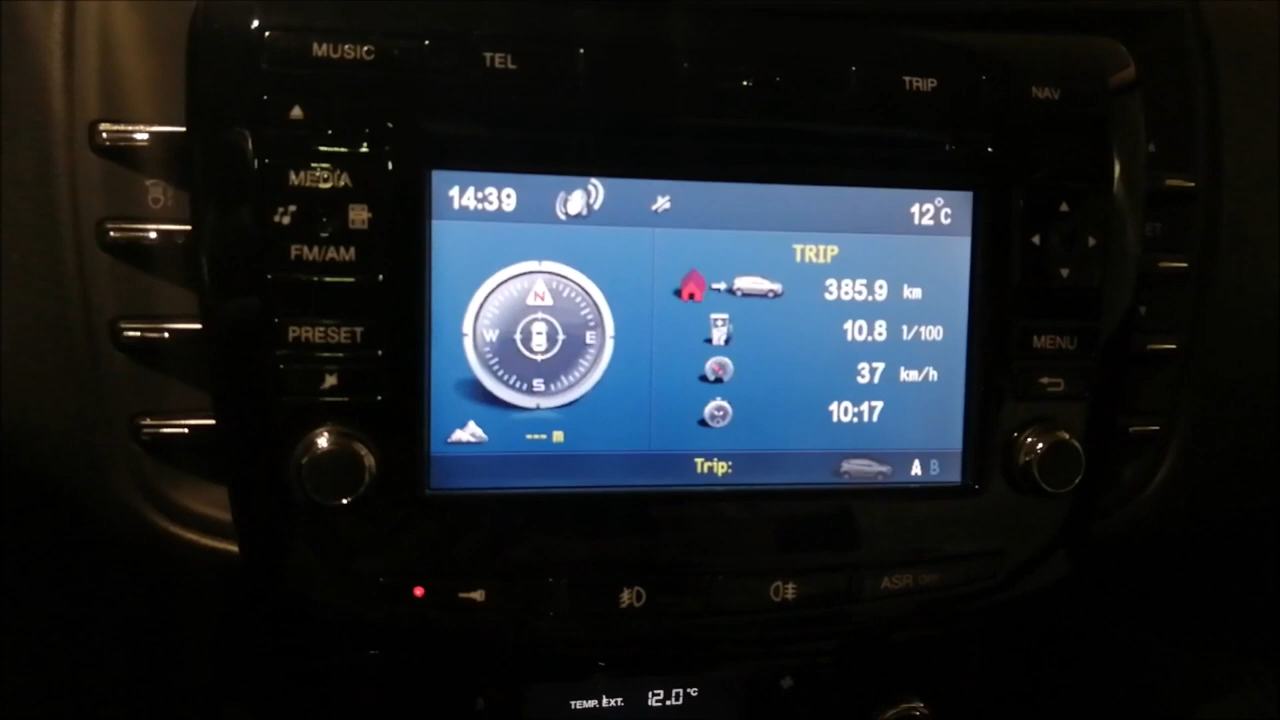 MUSIC
TEL
TRIP
NAV
MEDIA
FM/AM
PRESET
14:39
12°C
N
W E
S
--- m
TRIP
385.9 km
10.8 l/100
37 km/h
10:17
Trip: A B
MENU
ASR OFF
TEMP. EXT. 12.0°C